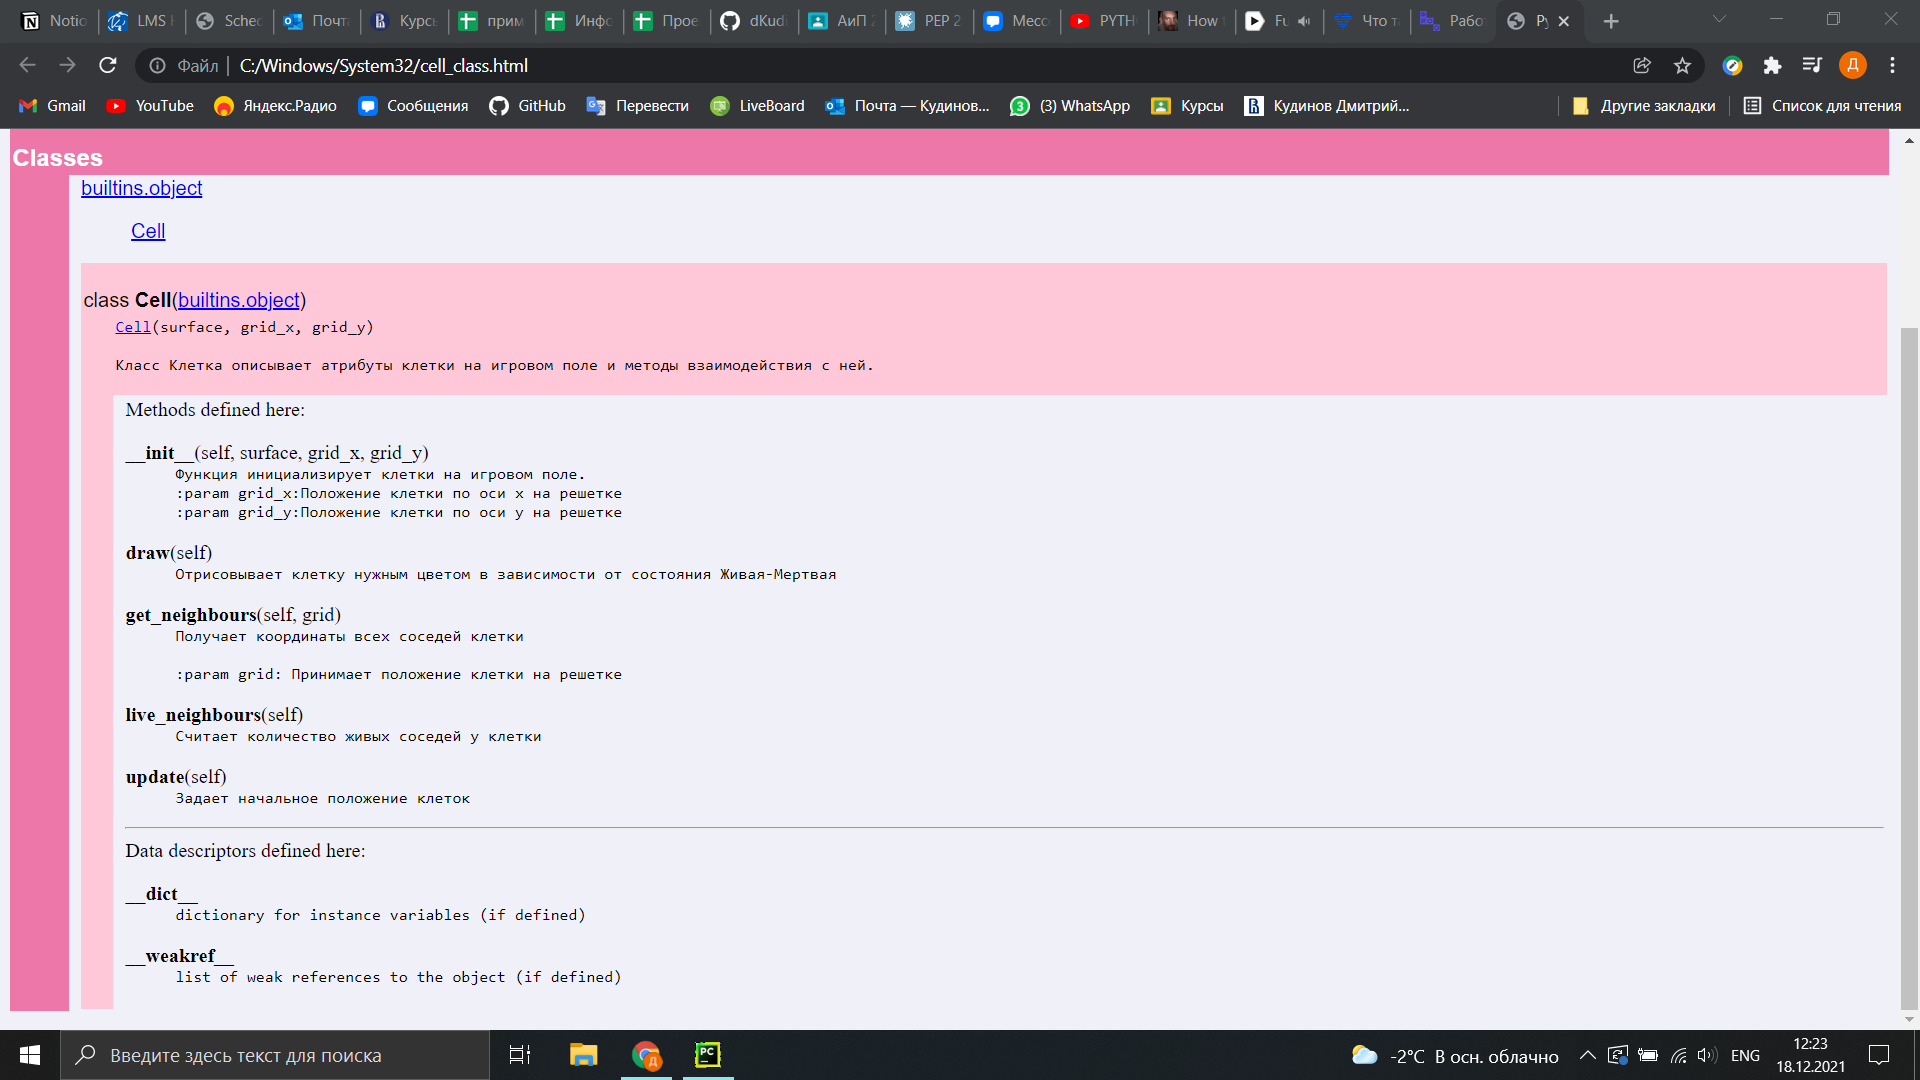 Notio
LMS
Sched
Почт
Курсы
прим
Инфо
Прое
dKudi
АиП 2
PEP 2
Месс
PYTH
How
Fu
Что т
Рабо
Py
Файл
C:/Windows/System32/cell_class.html
Gmail
YouTube
Яндекс.Радио
Сообщения
GitHub
Перевести
LiveBoard
Почта — Кудинов...
(3) WhatsApp
Курсы
Кудинов Дмитрий...
Другие закладки
Список для чтения
Classes
builtins.object
Cell
class Cell(builtins.object)
Cell(surface, grid_x, grid_y)
Класс Клетка описывает атрибуты клетки на игровом поле и методы взаимодействия с ней.
Methods defined here:
__init__(self, surface, grid_x, grid_y)
Функция инициализирует клетки на игровом поле.
:param grid_x:Положение клетки по оси x на решетке
:param grid_y:Положение клетки по оси y на решетке
draw(self)
Отрисовывает клетку нужным цветом в зависимости от состояния Живая-Мертвая
get_neighbours(self, grid)
Получает координаты всех соседей клетки
:param grid: Принимает положение клетки на решетке
live_neighbours(self)
Считает количество живых соседей у клетки
update(self)
Задает начальное положение клеток
Data descriptors defined here:
__dict__
dictionary for instance variables (if defined)
__weakref__
list of weak references to the object (if defined)
Введите здесь текст для поиска
-2°C В осн. облачно
ENG
12:23
18.12.2021